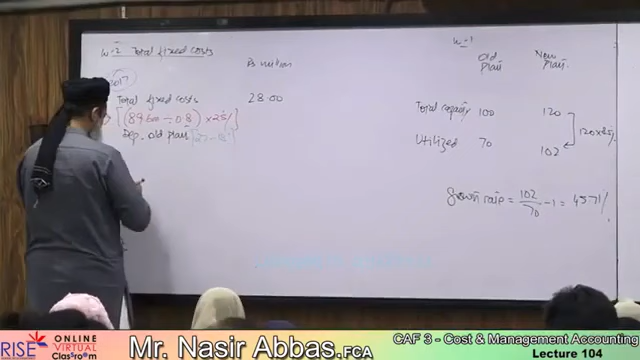 W-2 Total fixed costs
Rs million
2017
Total fixed costs 28.00
[(89.600 ÷ 0.8) × 25%]
Dep. old plant
W-1
Old plant
New plant
Total capacity 100 120
Utilized 70 102
120×85%
Growth rate = 102/70 - 1 = 45.71%
RISE ONLINE VIRTUAL Classroom
Mr. Nasir Abbas.FCA
CAF 3 - Cost & Management Accounting
Lecture 104